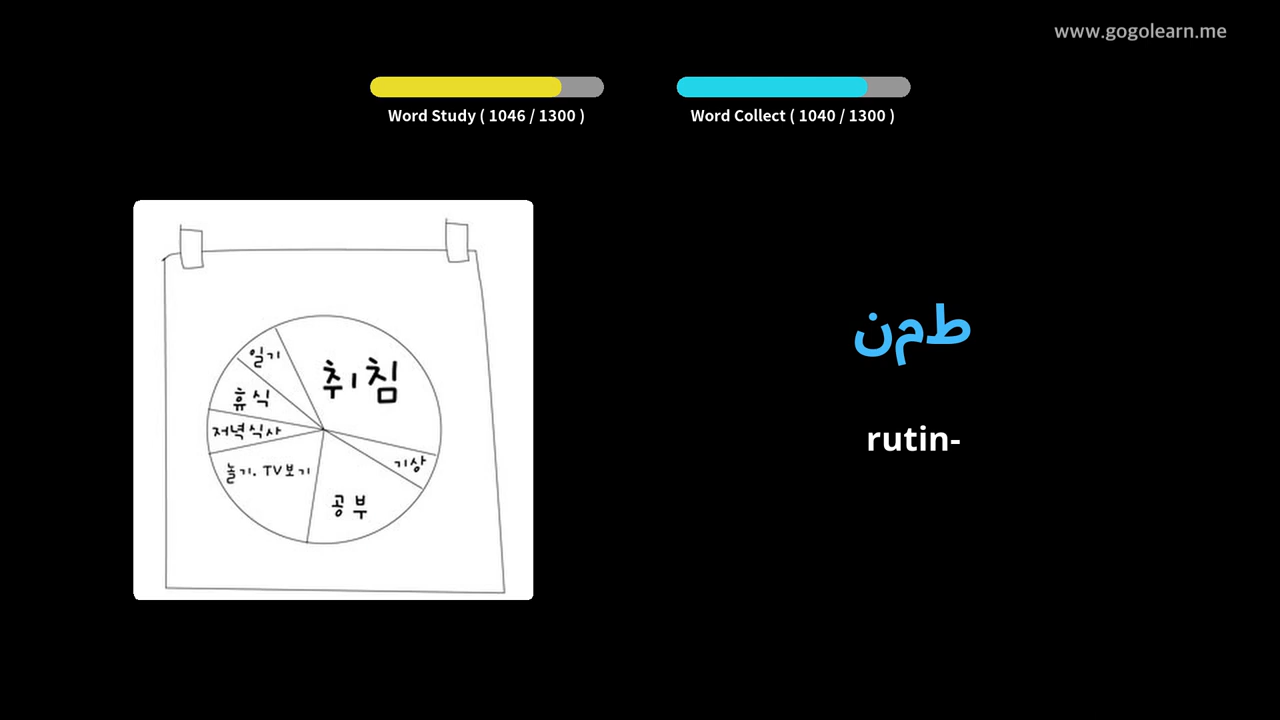 www.gogolearn.me
Word Study ( 1046 / 1300 )
Word Collect ( 1040 / 1300 )
일기
취침
휴식
저녁식사
놀기. TV보기
기상
공부
طمن
rutin-